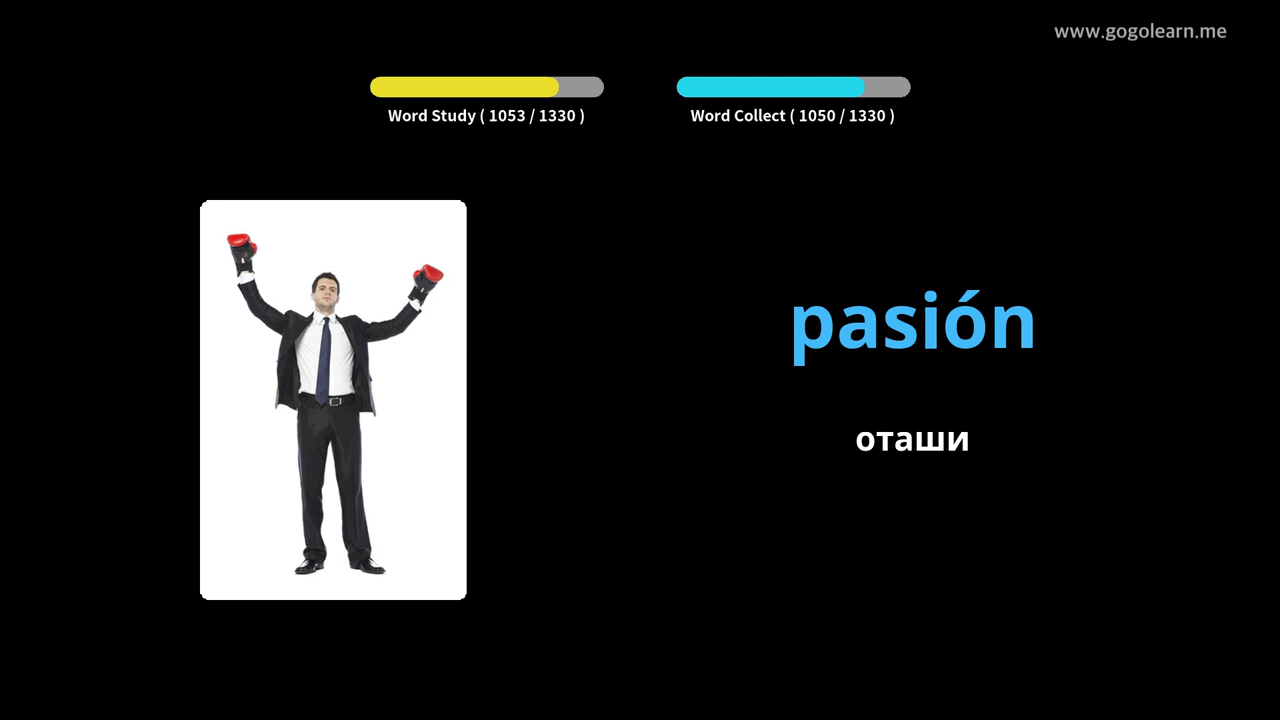 www.gogolearn.me
Word Study ( 1053 / 1330 )
Word Collect ( 1050 / 1330 )
pasión
оташи